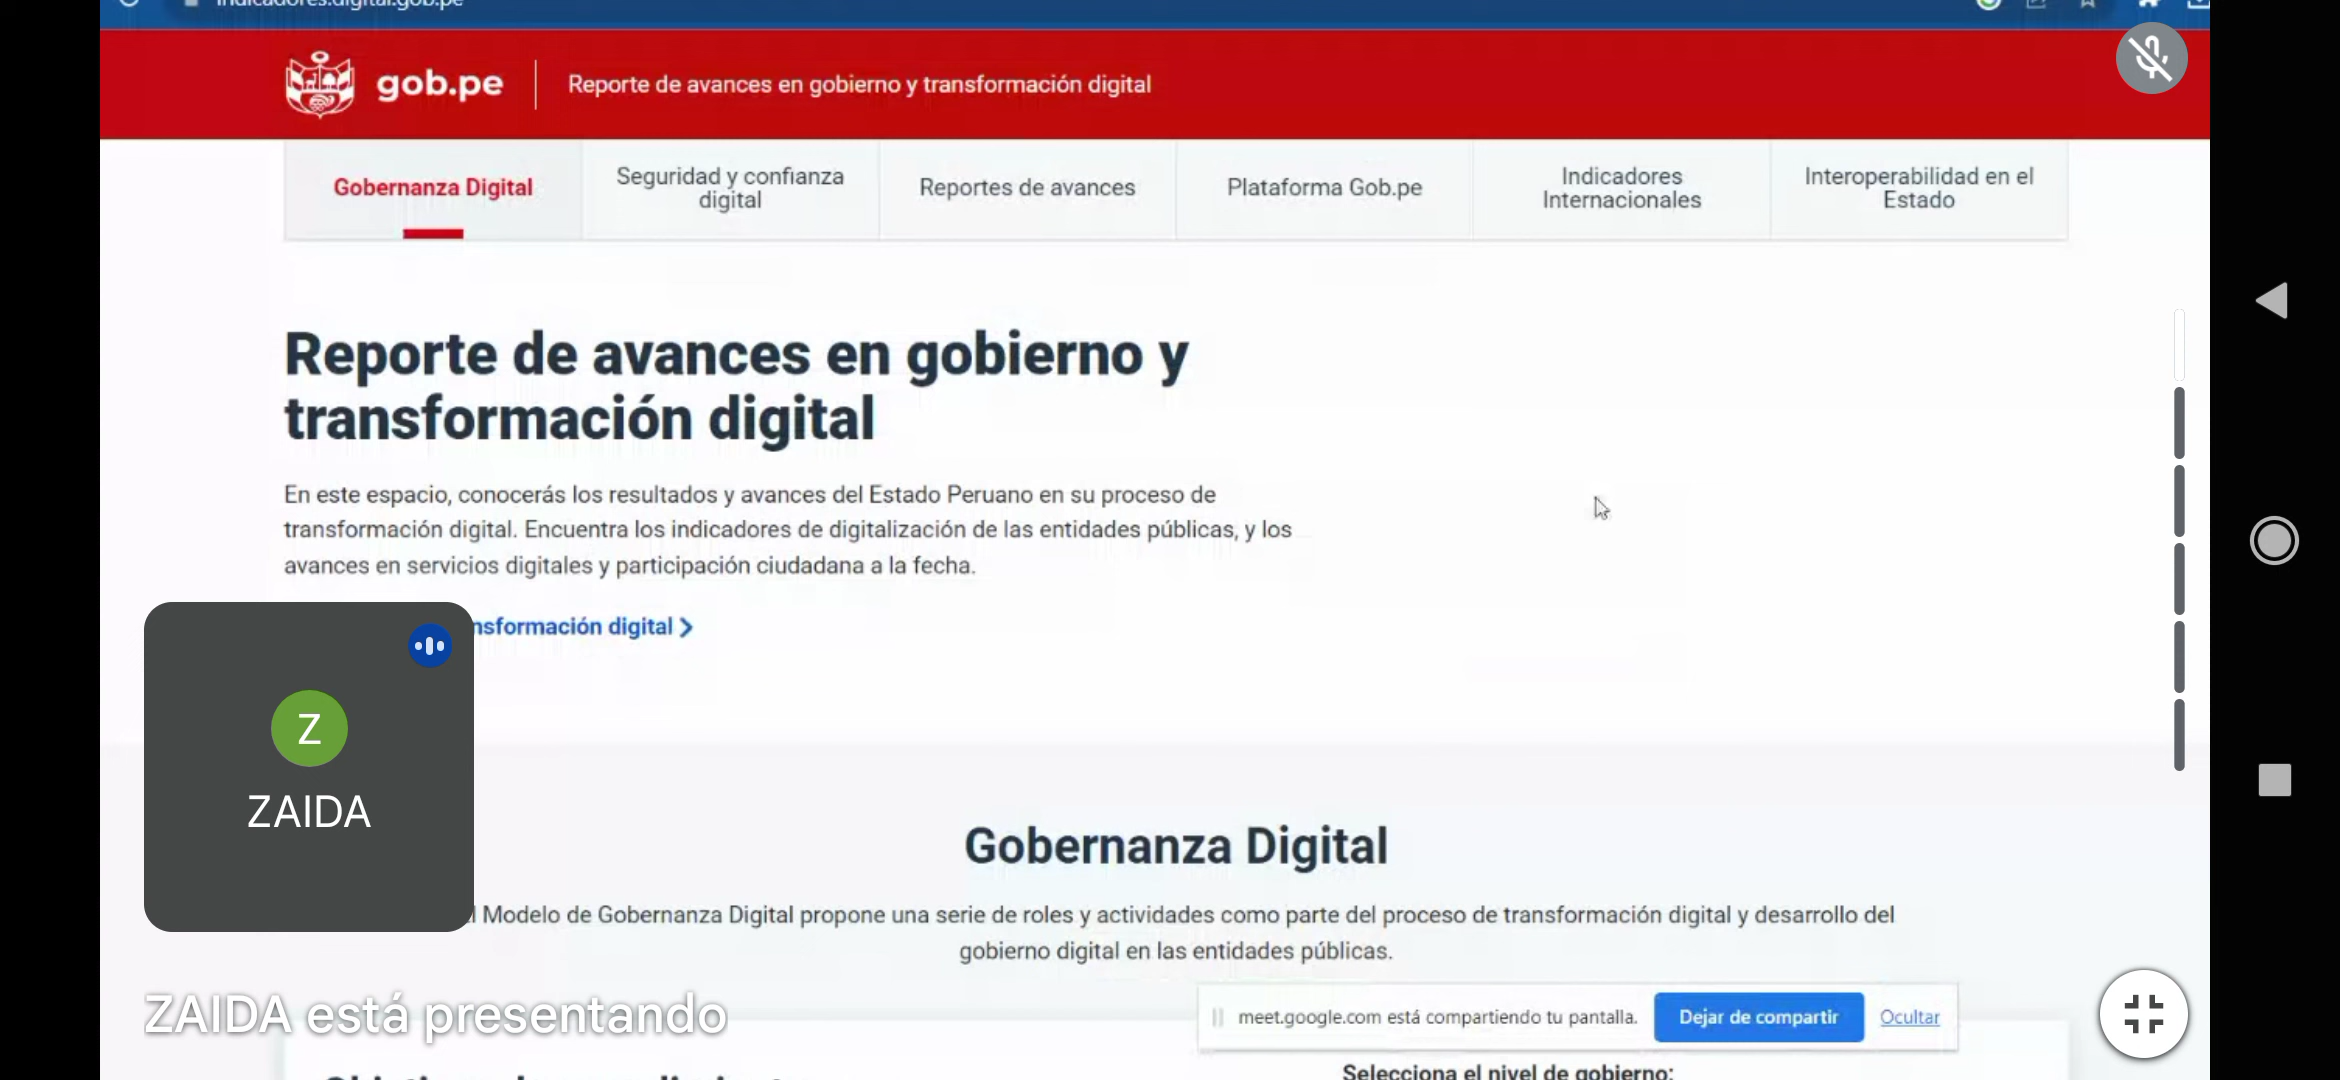 indicadores.digital.gob.pe
gob.pe
Reporte de avances en gobierno y transformación digital
Gobernanza Digital
Seguridad y confianza
digital
Reportes de avances
Plataforma Gob.pe
Indicadores
Internacionales
Interoperabilidad en el
Estado
Reporte de avances en gobierno y
transformación digital
En este espacio, conocerás los resultados y avances del Estado Peruano en su proceso de
transformación digital. Encuentra los indicadores de digitalización de las entidades públicas, y los
avances en servicios digitales y participación ciudadana a la fecha.
nsformación digital
Z
ZAIDA
Gobernanza Digital
l Modelo de Gobernanza Digital propone una serie de roles y actividades como parte del proceso de transformación digital y desarrollo del
gobierno digital en las entidades públicas.
ZAIDA está presentando
meet.google.com está compartiendo tu pantalla.
Dejar de compartir
Ocultar
Selecciona el nivel de gobierno: